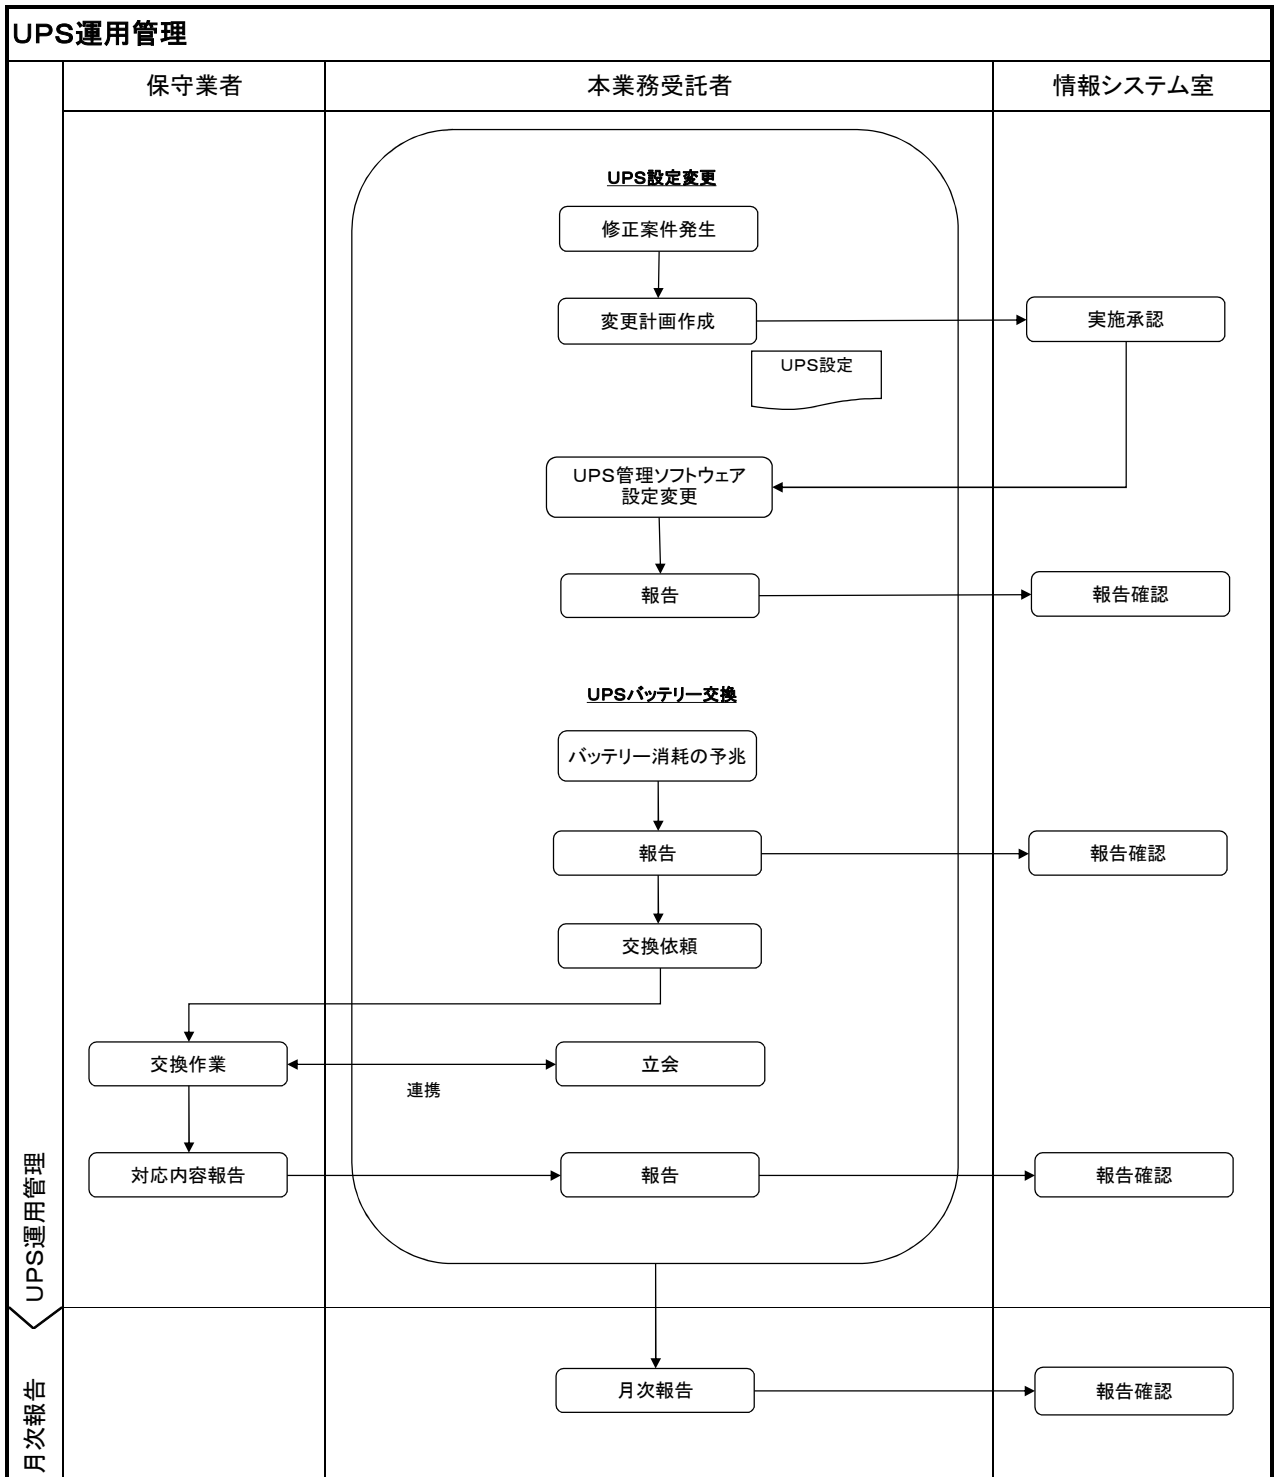 UPS運用管理
保守業者
本業務受託者
情報システム室
UPS設定変更
修正案件発生
変更計画作成
実施承認
UPS設定
UPS管理ソフトウェア
設定変更
報告
報告確認
UPSバッテリー交換
バッテリー消耗の予兆
報告
報告確認
交換依頼
交換作業
立会
連携
対応内容報告
報告
報告確認
UPS運用管理
月次報告
報告確認
月次報告